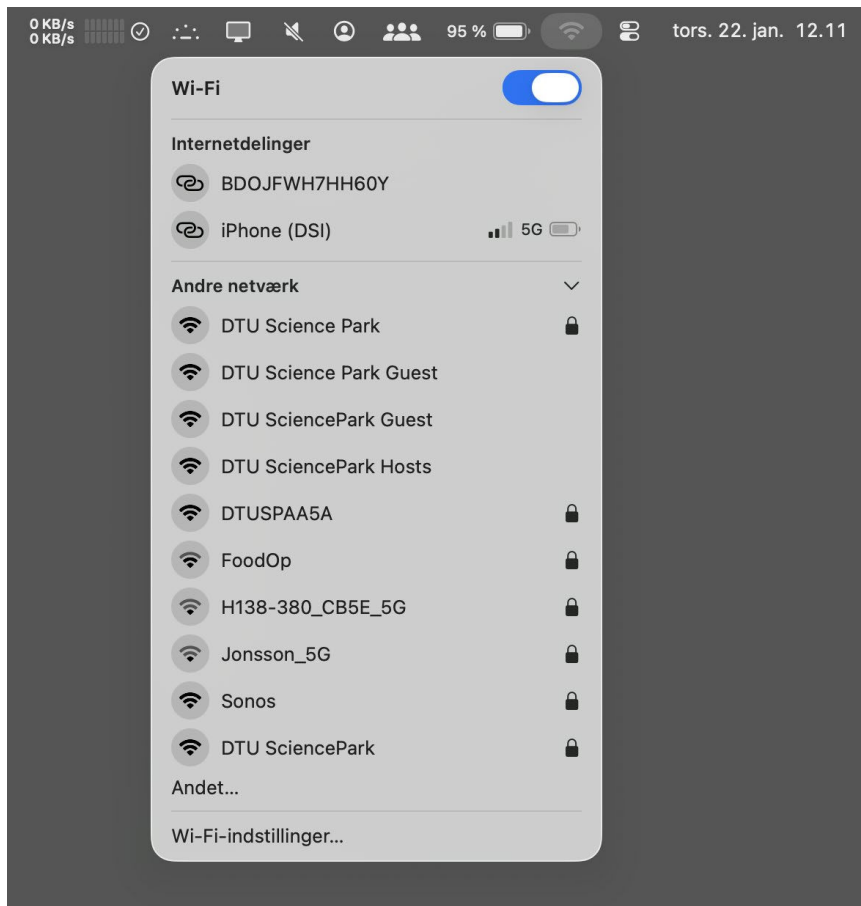 0 KB/s
0 KB/s
95 %
tors. 22. jan. 12.11
Wi-Fi
Internetdelinger
BDOJFWH7HH60Y
iPhone (DSI) 5G
Andre netværk
DTU Science Park
DTU Science Park Guest
DTU SciencePark Guest
DTU SciencePark Hosts
DTUSPAA5A
FoodOp
H138-380_CB5E_5G
Jonsson_5G
Sonos
DTU SciencePark
Andet...
Wi-Fi-indstillinger...